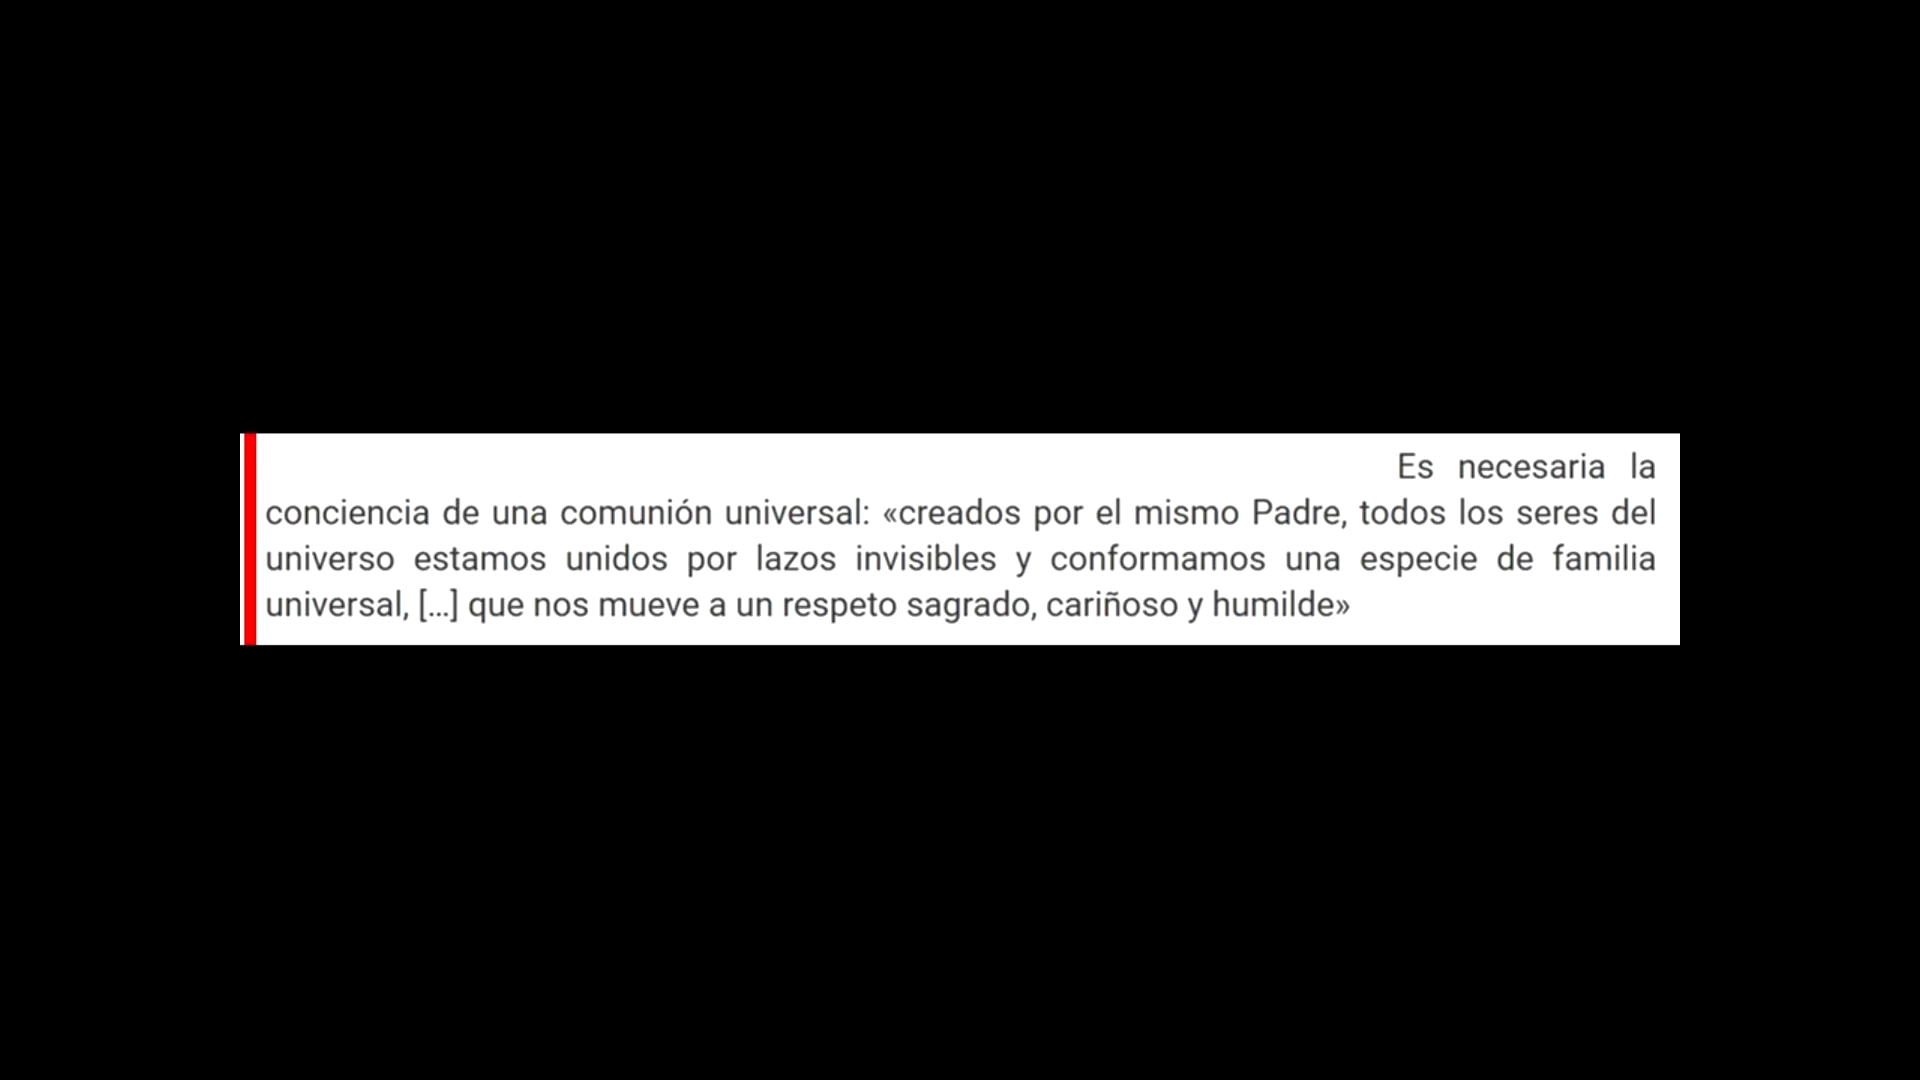 Es necesaria la
conciencia de una comunión universal: «creados por el mismo Padre, todos los seres del
universo estamos unidos por lazos invisibles y conformamos una especie de familia
universal, [...] que nos mueve a un respeto sagrado, cariñoso y humilde»